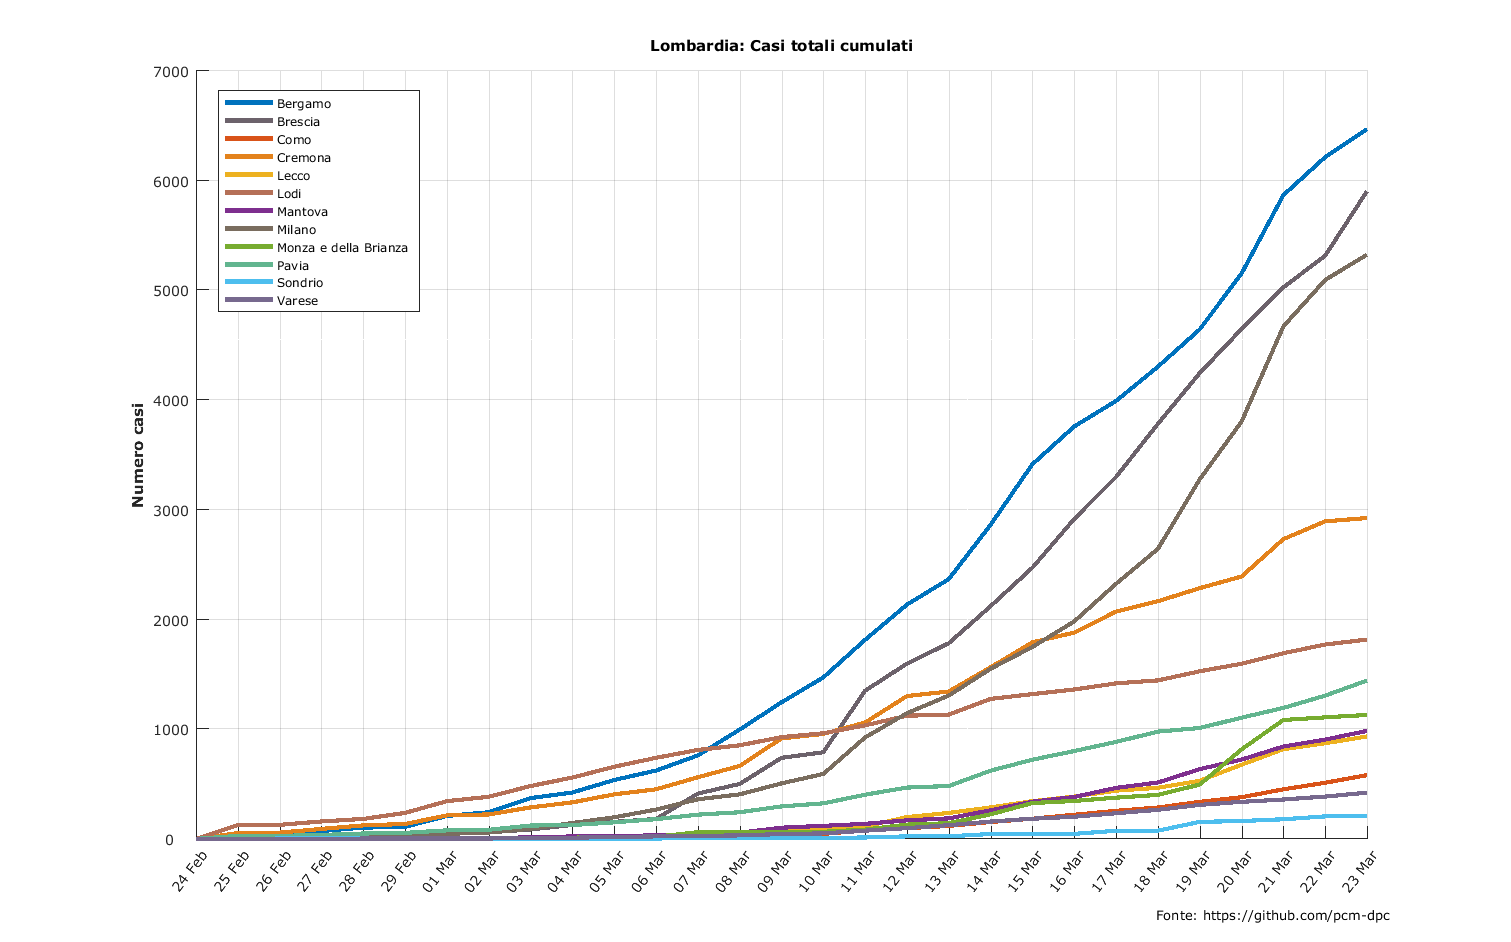 Lombardia: Casi totali cumulati
7000
6000
5000
4000
3000
2000
1000
0
Numero casi
Bergamo
Brescia
Como
Cremona
Lecco
Lodi
Mantova
Milano
Monza e della Brianza
Pavia
Sondrio
Varese
24 Feb
25 Feb
26 Feb
27 Feb
28 Feb
29 Feb
01 Mar
02 Mar
03 Mar
04 Mar
05 Mar
06 Mar
07 Mar
08 Mar
09 Mar
10 Mar
11 Mar
12 Mar
13 Mar
14 Mar
15 Mar
16 Mar
17 Mar
18 Mar
19 Mar
20 Mar
21 Mar
22 Mar
23 Mar
Fonte: https://github.com/pcm-dpc